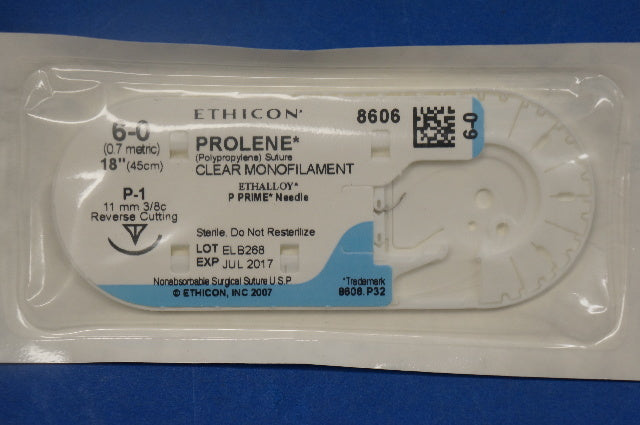 ETHICON*
8606
6-0
6-0
(0.7 metric)
18" (45cm)
PROLENE*
(Polypropylene) Suture
CLEAR MONOFILAMENT
ETHALLOY*
P PRIME* Needle
P-1
11 mm 3/8c
Reverse Cutting
Sterile. Do Not Resterilize
LOT ELB268
EXP JUL 2017
Nonabsorbable Surgical Suture U.S.P.
© ETHICON, INC 2007
*Trademark
8606.P32